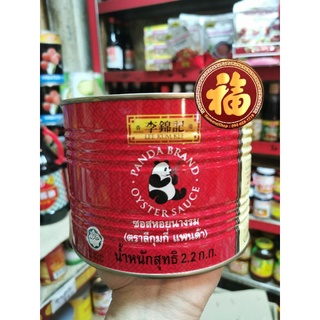 福
李錦記
LEE KUM KEE
PANDA BRAND
OYSTER SAUCE
ซอสหอยนางรม
(ตราลีกุมกี่ แพนด้า)
น้ำหนักสุทธิ 2.2 ก.ก.